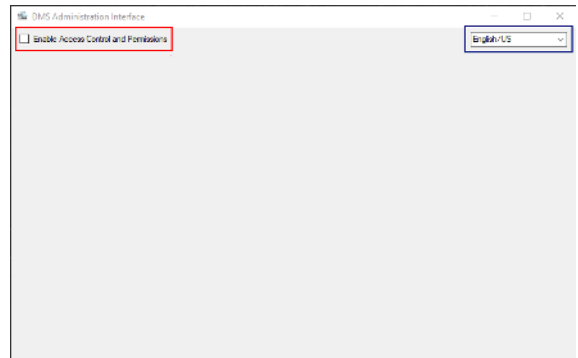 DMS Administration Interface
Enable Access Control and Permissions
English/US